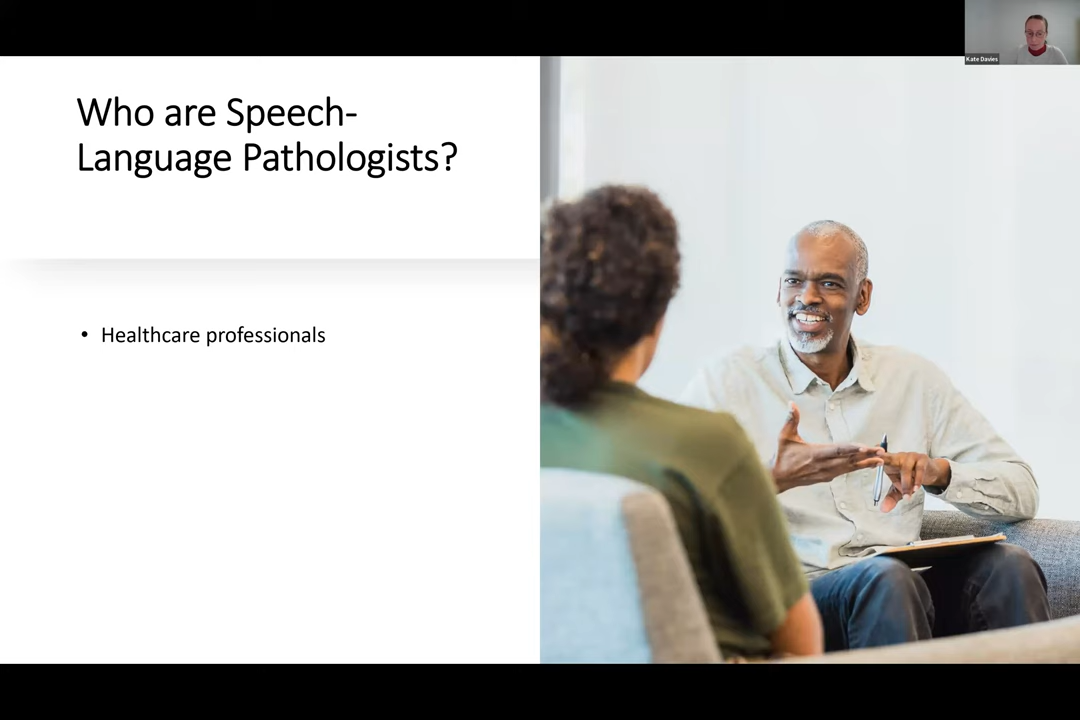 Kate Davies
Who are Speech-
Language Pathologists?
• Healthcare professionals